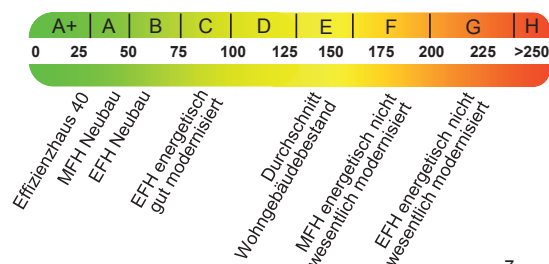 A+ A B C D E F G H
0 25 50 75 100 125 150 175 200 225 >250
Effizienzhaus 40
MFH Neubau
EFH Neubau
EFH energetisch
gut modernisiert
Durchschnitt
Wohngebäudebestand
MFH energetisch nicht
wesentlich modernisiert
EFH energetisch nicht
wesentlich modernisiert
7